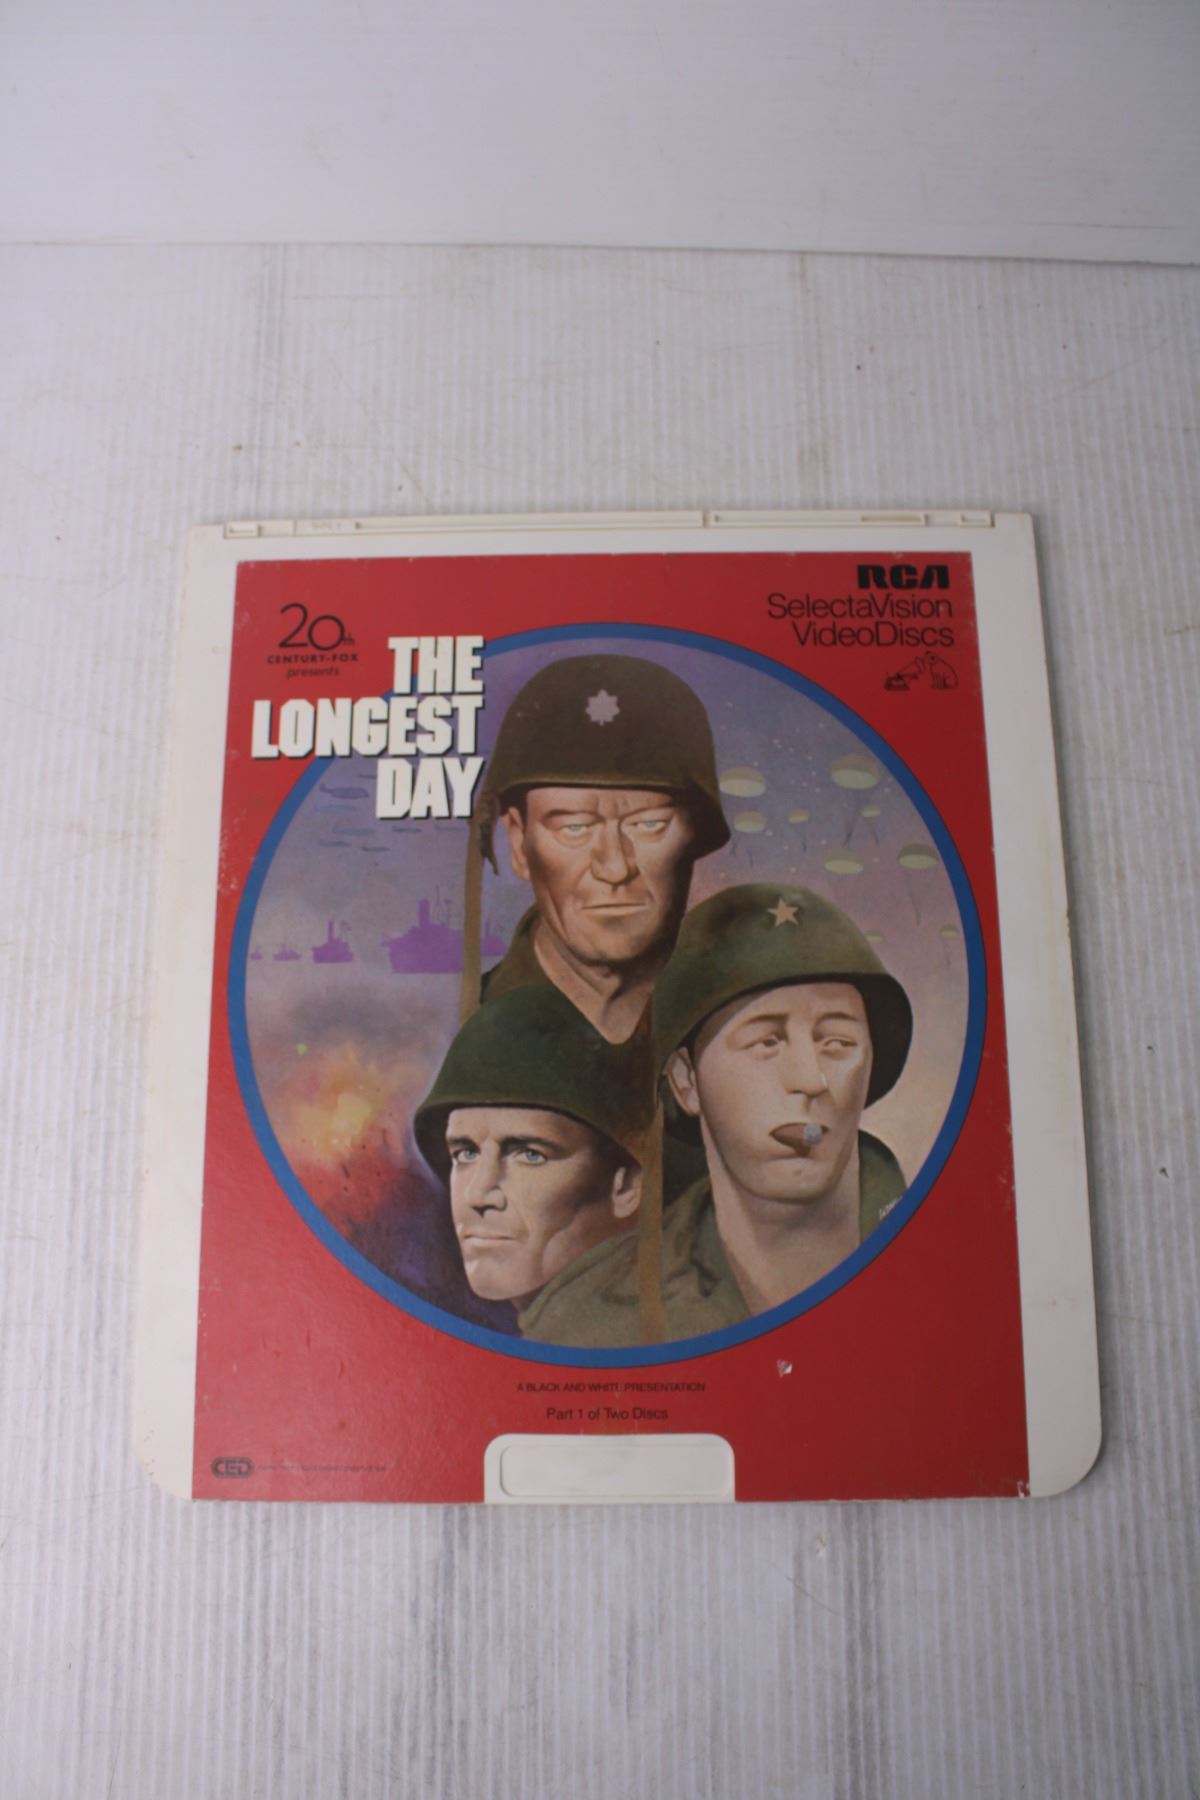 20th
CENTURY-FOX
presents
THE
LONGEST
DAY
RCA
SelectaVision
VideoDiscs
A BLACK AND WHITE PRESENTATION
Part 1 of Two Discs
CED